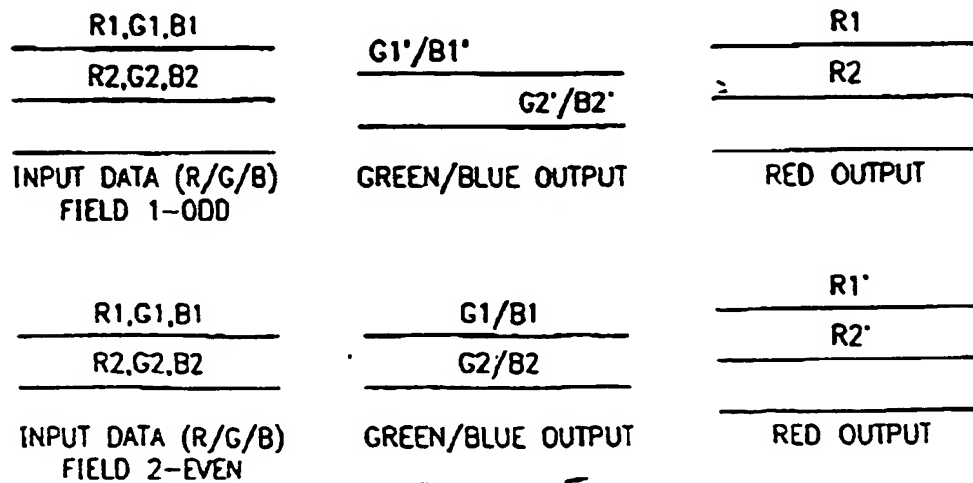 R1,G1,B1
R2,G2,B2
INPUT DATA (R/G/B)
FIELD 1-ODD
G1'/B1'
G2'/B2'
GREEN/BLUE OUTPUT
R1
R2
RED OUTPUT
R1,G1,B1
R2,G2,B2
INPUT DATA (R/G/B)
FIELD 2-EVEN
G1/B1
G2/B2
GREEN/BLUE OUTPUT
R1'
R2'
RED OUTPUT